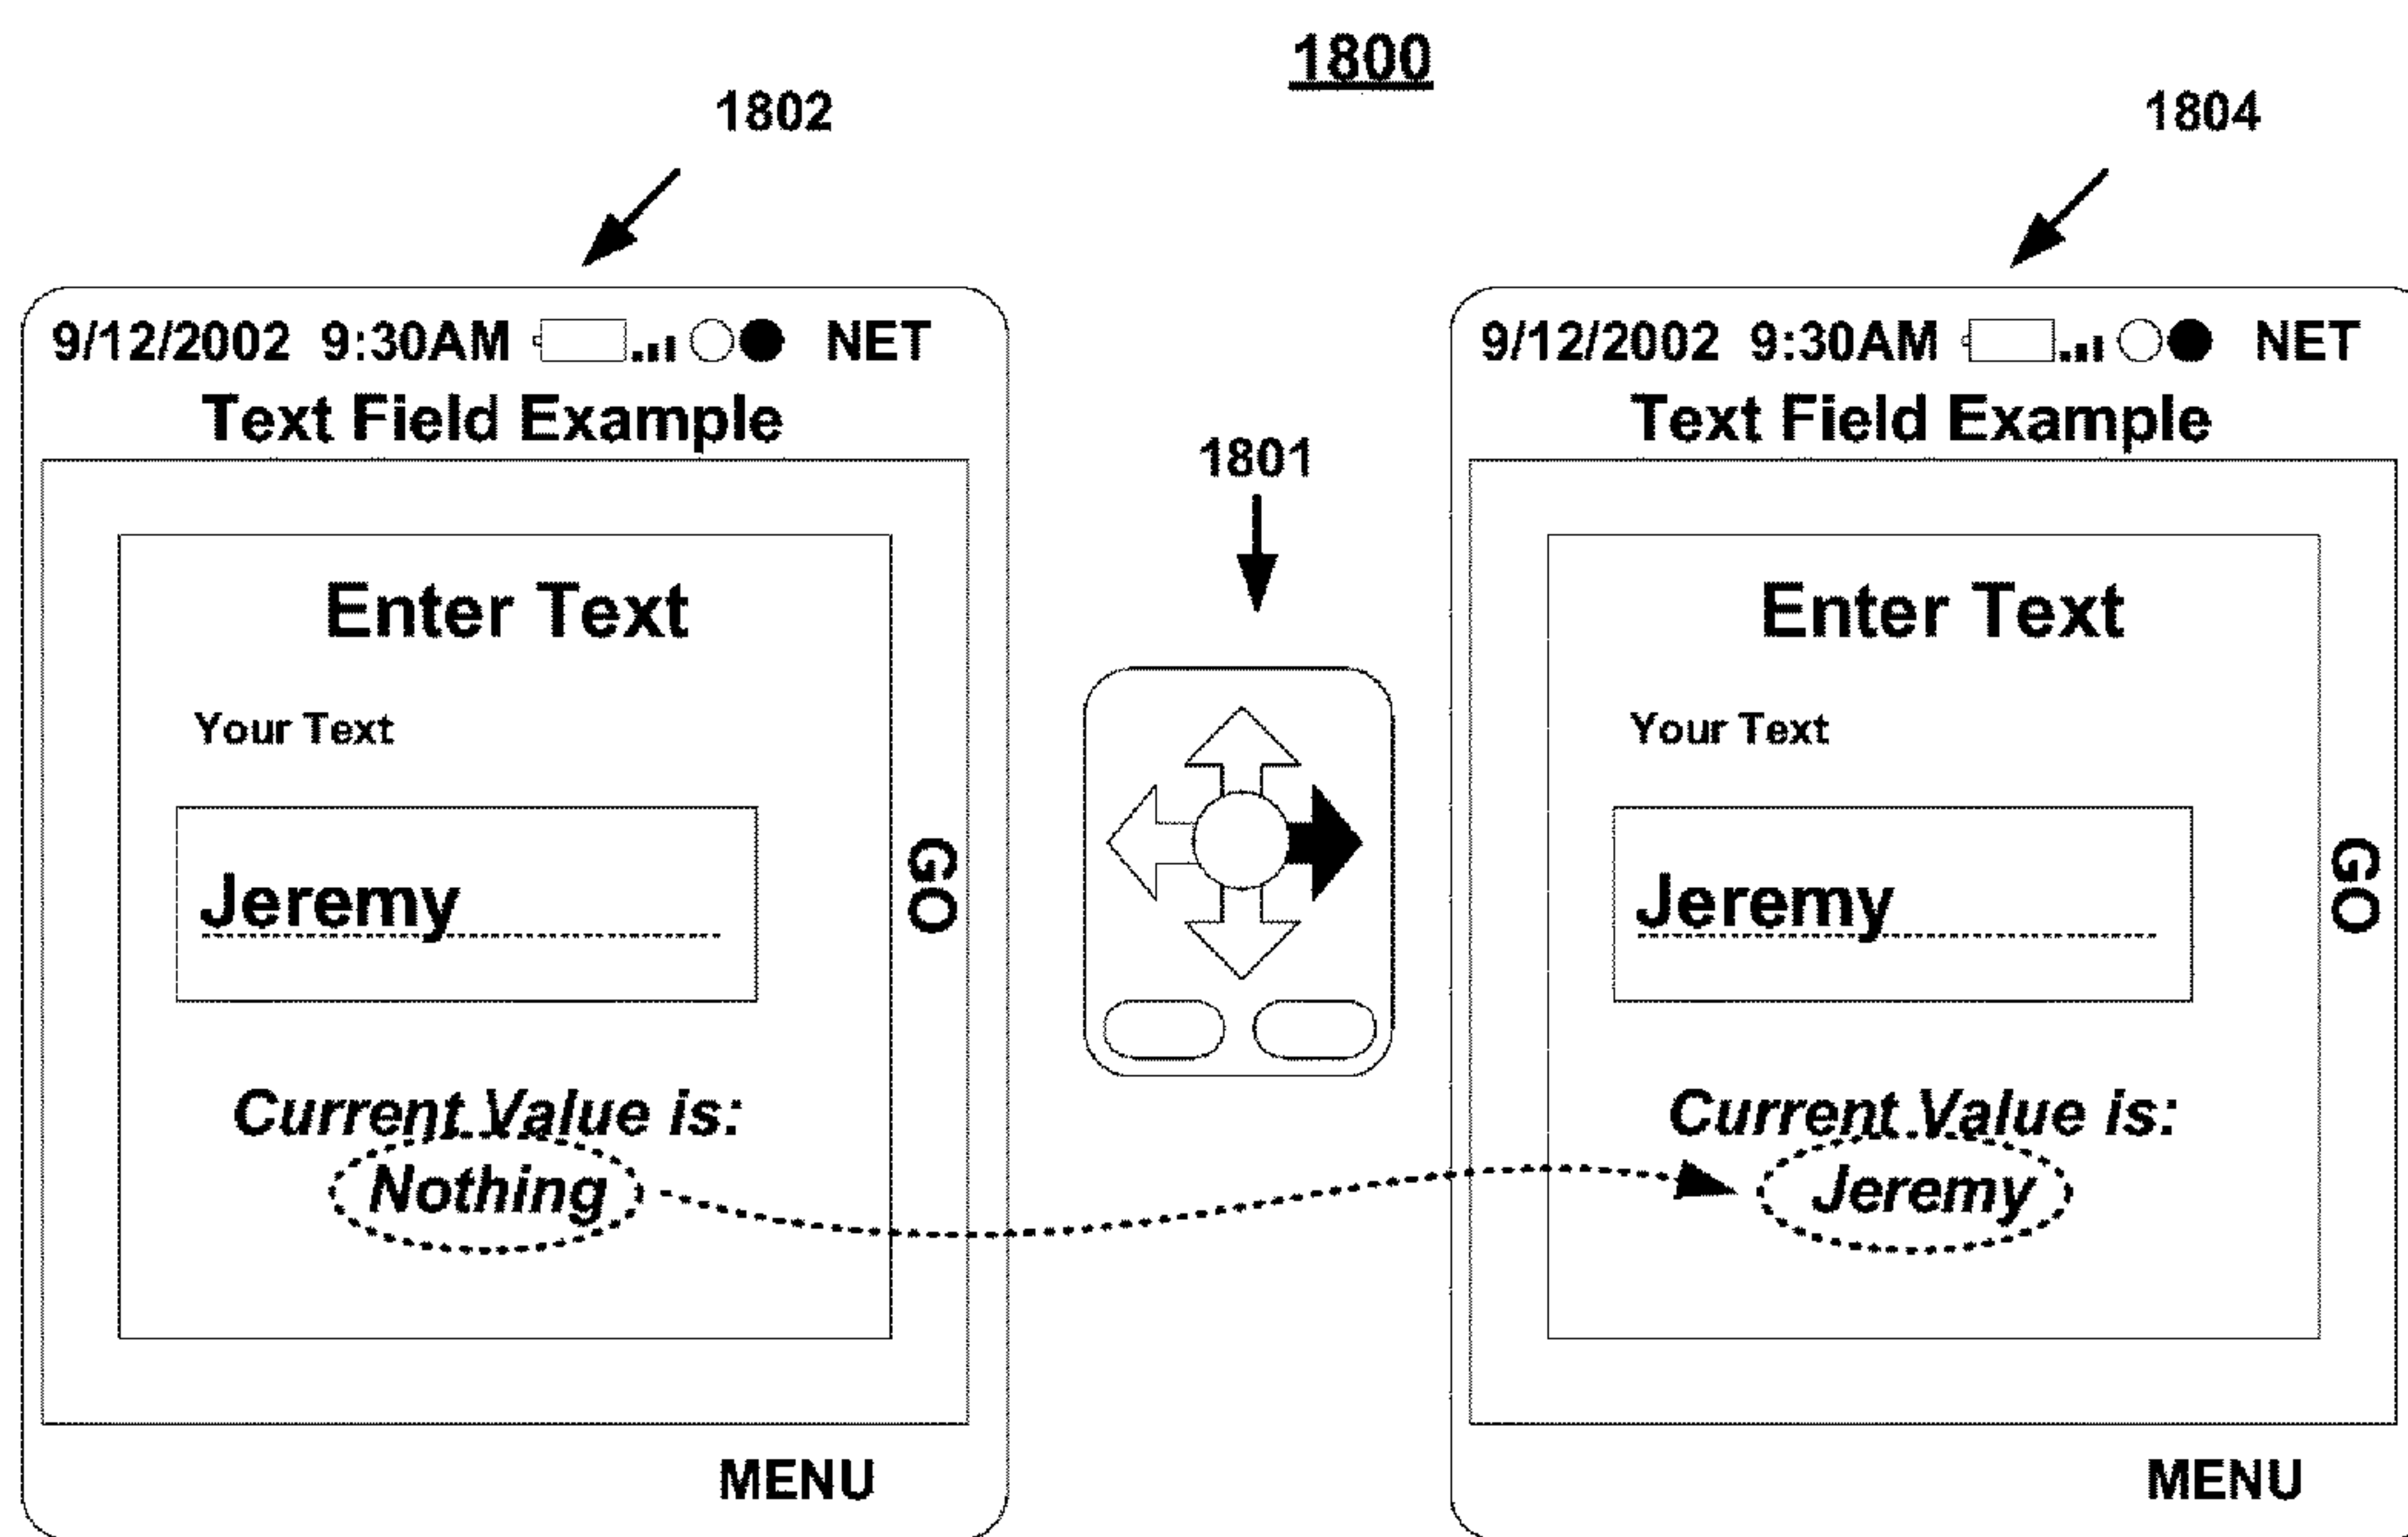 1800
1802
9/12/2002 9:30AM NET
Text Field Example
Enter Text
Your Text
Jeremy
GO
Current Value is:
Nothing
MENU
1801
1804
9/12/2002 9:30AM NET
Text Field Example
Enter Text
Your Text
Jeremy
GO
Current Value is:
Jeremy
MENU